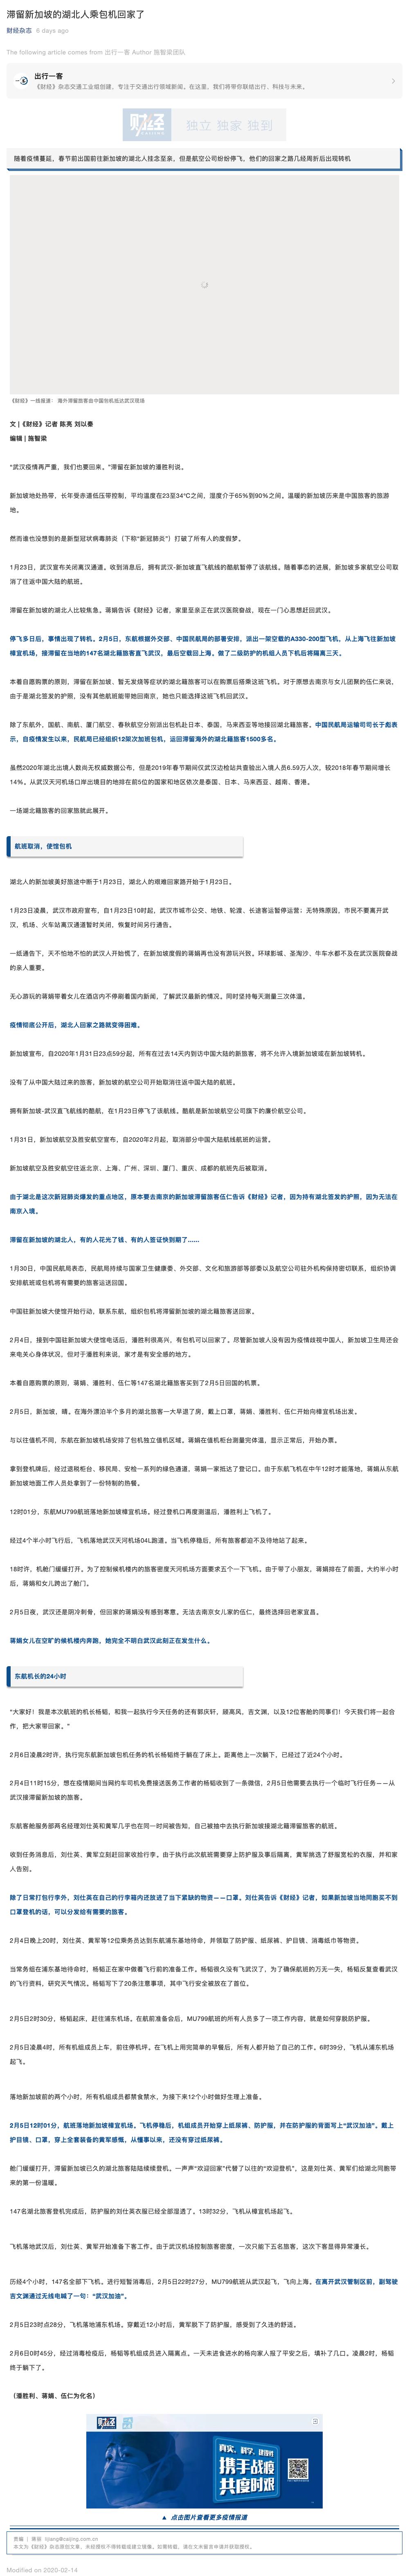 滞留新加坡的湖北人乘包机回家了
财经杂志 6 days ago
The following article comes from 出行一客 Author 施智梁团队
出行一客
《财经》杂志交通工业组创建，专注于交通出行领域新闻。在这里，我们将带你联结出行、科技与未来。
财经 独立 独家 独到
随着疫情蔓延，春节前出国前往新加坡的湖北人挂念至亲，但是航空公司纷纷停飞，他们的回家之路几经周折后出现转机
《财经》一线报道： 海外滞留旅客由中国包机抵达武汉现场
文 |《财经》记者 陈亮 刘以秦
编辑 | 施智梁
“武汉疫情再严重，我们也要回来。”滞留在新加坡的潘胜利说。
新加坡地处热带，长年受赤道低压带控制，平均温度在23至34℃之间，湿度介于65%到90%之间。温暖的新加坡历来是中国旅客的旅游
地。
然而谁也没想到的是新型冠状病毒肺炎（下称“新冠肺炎”）打破了所有人的度假梦。
1月23日，武汉宣布关闭离汉通道。收到消息后，拥有武汉-新加坡直飞航线的酷航暂停了该航线。随着事态的进展，新加坡多家航空公司取
消了往返中国大陆的航班。
滞留在新加坡的湖北人比较焦急。蒋娟告诉《财经》记者，家里至亲正在武汉医院奋战，现在一门心思想赶回武汉。
停飞多日后，事情出现了转机。2月5日，东航根据外交部、中国民航局的部署安排，派出一架空载的A330-200型飞机，从上海飞往新加坡
樟宜机场，接滞留在当地的147名湖北籍旅客直飞武汉，最后空载回上海。做了二级防护的机组人员下机后将隔离三天。
本着自愿购票的原则，滞留在新加坡、暂无发烧等症状的湖北籍旅客可以在购票后搭乘这班飞机。对于原想去南京与女儿团聚的伍仁来说，
由于是湖北签发的护照，没有其他航班能带她回南京，她也只能选择这班飞机回武汉。
除了东航外，国航、南航、厦门航空、春秋航空分别派出包机赴日本、泰国、马来西亚等地接回湖北籍旅客。中国民航局运输司司长于彪表
示，自疫情发生以来，民航局已经组织12架次加班包机，运回滞留海外的湖北籍旅客1500多名。
虽然2020年湖北出境人数尚无权威数据公布，但是2019年春节期间仅武汉边检站共查验出入境人员6.59万人次，较2018年春节期间增长
14%。从武汉天河机场口岸出境目的地排在前5位的国家和地区依次是泰国、日本、马来西亚、越南、香港。
一场湖北籍旅客的回家旅就此展开。
航班取消，使馆包机
湖北人的新加坡美好旅途中断于1月23日，湖北人的艰难回家路开始于1月23日。
1月23日凌晨，武汉市政府宣布，自1月23日10时起，武汉市城市公交、地铁、轮渡、长途客运暂停运营；无特殊原因，市民不要离开武
汉，机场、火车站离汉通道暂时关闭，恢复时间另行通告。
一纸通告下，天不怕地不怕的武汉人开始慌了，在新加坡度假的蒋娟再也没有游玩兴致。环球影城、圣淘沙、牛车水都不及在武汉医院奋战
的亲人重要。
无心游玩的蒋娟带着女儿在酒店内不停刷着国内新闻，了解武汉最新的情况。同时坚持每天测量三次体温。
疫情彻底公开后，湖北人回家之路就变得困难。
新加坡宣布，自2020年1月31日23点59分起，所有在过去14天内到访中国大陆的新旅客，将不允许入境新加坡或在新加坡转机。
没有了从中国大陆过来的旅客，新加坡的航空公司开始取消往返中国大陆的航班。
拥有新加坡-武汉直飞航线的酷航，在1月23日停飞了该航线。酷航是新加坡航空公司旗下的廉价航空公司。
1月31日，新加坡航空及胜安航空宣布，自2020年2月起，取消部分中国大陆航线航班的运营。
新加坡航空及胜安航空往返北京、上海、广州、深圳、厦门、重庆、成都的航班先后被取消。
由于湖北是这次新冠肺炎爆发的重点地区，原本要去南京的新加坡滞留旅客伍仁告诉《财经》记者，因为持有湖北签发的护照，因为无法在
南京入境。
滞留在新加坡的湖北人，有的人花光了钱、有的人签证快到期了……
1月30日，中国民航局表态，民航局持续与国家卫生健康委、外交部、文化和旅游部等部委以及航空公司驻外机构保持密切联系，组织协调
安排航班或包机将有需要的旅客运送回国。
中国驻新加坡大使馆开始行动，联系东航，组织包机将滞留新加坡的湖北籍旅客送回家。
2月4日，接到中国驻新加坡大使馆电话后，潘胜利很高兴，有包机可以回家了。尽管新加坡人没有因为疫情歧视中国人，新加坡卫生局还会
来电关心身体状况，但对于潘胜利来说，家才是有安全感的地方。
本着自愿购票的原则，蒋娟、潘胜利、伍仁等147名湖北籍旅客买到了2月5日回国的机票。
2月5日，新加坡，晴。在海外漂泊半个多月的湖北旅客一大早退了房，戴上口罩，蒋娟、潘胜利、伍仁开始向樟宜机场出发。
与以往值机不同，东航在新加坡机场安排了包机独立值机区域。蒋娟在值机柜台测量完体温，显示正常后，开始办票。
拿到登机牌后，经过退税柜台、移民局、安检一系列的绿色通道，蒋娟一家抵达了登记口。由于东航飞机在中午12时才能落地，蒋娟从东航
新加坡地面工作人员处拿到了一份特制的热餐。
12时01分，东航MU799航班落地新加坡樟宜机场。经过登机口再度测温后，潘胜利上飞机了。
经过4个半小时飞行后，飞机落地武汉天河机场04L跑道。当飞机停稳后，所有旅客都迫不及待地站了起来。
18时许，机舱门缓缓打开。为了控制候机楼内的旅客密度天河机场方面要求五个一下飞机。由于带了小朋友，蒋娟排在了前面。大约半小时
后，蒋娟和女儿跨出了舱门。
2月5日夜，武汉还是阴冷刺骨，但回家的蒋娟没有感到寒意。无法去南京女儿家的伍仁，最终选择回老家宜昌。
蒋娟女儿在空旷的候机楼内奔跑，她完全不明白武汉此刻正在发生什么。
东航机长的24小时
“大家好！我是本次航班的机长杨韬，和我一起执行今天任务的还有郭庆轩，顾高风，吉文渊，以及12位客舱的同事们！今天我们将一起合
作，把大家带回家。”
2月6日凌晨2时许，执行完东航新加坡包机任务的机长杨韬终于躺在了床上。距离他上一次躺下，已经过了近24个小时。
2月4日11时15分，想在疫情期间当网约车司机免费接送医务工作者的杨韬收到了一条微信，2月5日他需要去执行一个临时飞行任务——从
武汉接滞留新加坡的旅客。
东航客舱服务部两名经理刘仕英和黄军几乎也在同一时间被告知，自己被抽中去执行新加坡接湖北籍滞留旅客的航班。
收到任务消息后，刘仕英、黄军立刻赶回家收拾行李。由于执行此次航班需要穿上防护服及事后隔离，黄军挑选了舒服宽松的衣服，并和家
人告别。
除了日常打包行李外，刘仕英在自己的行李箱内还放进了当下紧缺的物资——口罩。刘仕英告诉《财经》记者，如果新加坡当地同胞买不到
口罩登机的话，可以分发给有需要的旅客。
2月4日晚上20时，刘仕英、黄军等12位乘务员达到东航浦东基地待命，并领取了防护服、纸尿裤、护目镜、消毒纸巾等物资。
当常务组在浦东基地待命时，杨韬正在家中做着飞行前的准备工作。杨韬很久没有飞武汉了，为了确保航班的万无一失，杨韬反复查看武汉
的飞行资料，研究天气情况。杨韬写下了20条注意事项，其中飞行安全被放在了首位。
2月5日2时30分，杨韬起床，赶往浦东机场。在航前准备会后，MU799航班的所有人员多了一项工作内容，就是如何穿脱防护服。
2月5日凌晨4时，所有机组成员上车，前往停机坪。在飞机上用完简单的早餐后，所有人都开始了自己的工作。6时39分，飞机从浦东机场
起飞。
落地新加坡前的两个小时，所有机组成员都禁食禁水，为接下来12个小时做好生理上准备。
2月5日12时01分，航班落地新加坡樟宜机场。飞机停稳后，机组成员开始穿上纸尿裤、防护服，并在防护服的背面写上“武汉加油”。戴上
护目镜、口罩，穿上全套装备的黄军感慨，从懂事以来，还没有穿过纸尿裤。
舱门缓缓打开，滞留新加坡已久的湖北旅客陆陆续续登机。一声声“欢迎回家”代替了以往的“欢迎登机”，这是刘仕英、黄军们给湖北同胞带
来的第一份温暖。
147名湖北旅客登机完成后，防护服的刘仕英衣服已经全部湿透了。13时32分，飞机从樟宜机场起飞。
飞机落地武汉后，刘仕英、黄军开始准备下客工作。由于武汉机场控制旅客密度，一次只能下五名旅客，这次下客显得异常漫长。
历经4个小时，147名全部下飞机。进行短暂消毒后，2月5日22时27分，MU799航班从武汉起飞，飞向上海。在离开武汉管制区前，副驾驶
吉文渊通过无线电喊了一句：“武汉加油”。
2月5日23时点28分，飞机落地浦东机场。穿戴近12小时后，黄军脱下了防护服，感受到了久违的舒适。
2月6日0时45分，经过消毒检疫后，杨韬等机组成员进入隔离点。一天未进食进水的杨向家人报了平安之后，填补了几口。凌晨2时，杨韬
终于躺下了。
（潘胜利、蒋娟、伍仁为化名）
财经
真实、科学、理性
携手战疫
共度时艰
▲ 点击图片查看更多疫情报道
责编 | 蒋丽 lijiang@caijing.com.cn
本文为《财经》杂志原创文章，未经授权不得转载或建立镜像。如需转载，请在文末留言申请并获取授权。
Modified on 2020-02-14